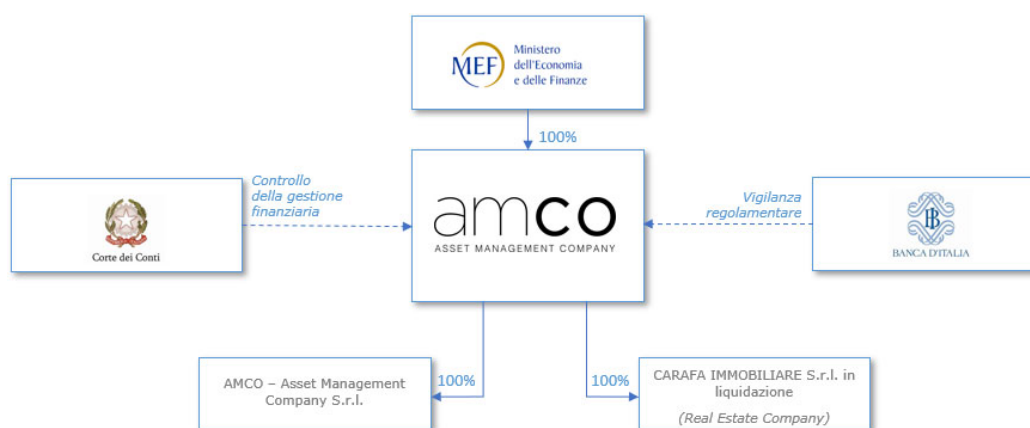 MEF
Ministero
dell'Economia
e delle Finanze
100%
Controllo
della gestione
finanziaria
Corte dei Conti
amco
ASSET MANAGEMENT COMPANY
Vigilanza
regolamentare
BANCA D'ITALIA
AMCO – Asset Management
Company S.r.l.
100%
100%
CARAFA IMMOBILIARE S.r.l. in
liquidazione
(Real Estate Company)